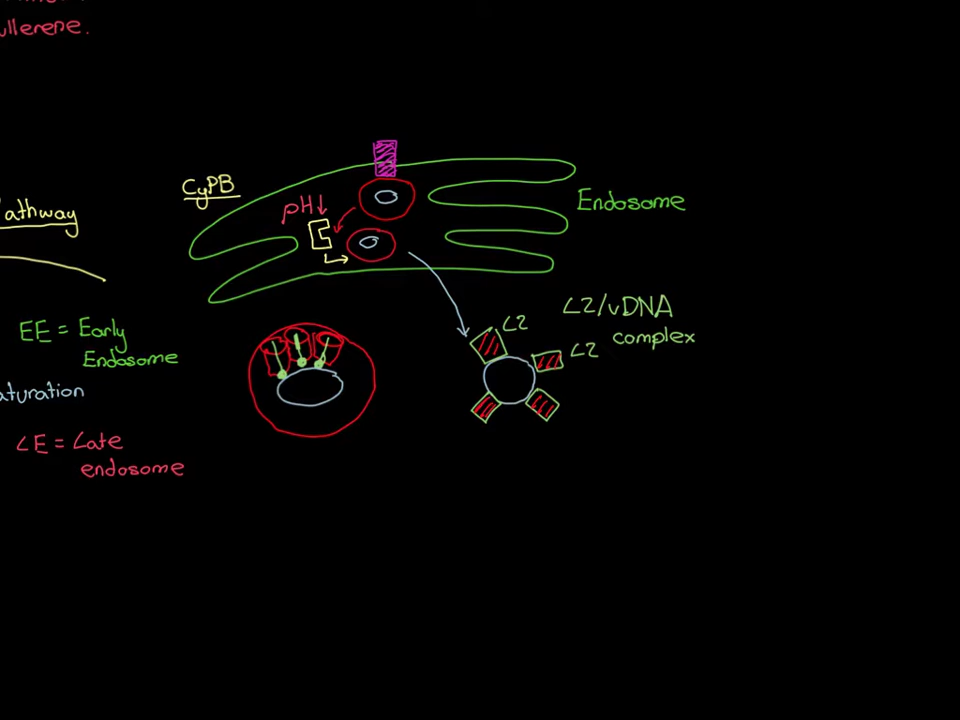 ullerene.
CyPB
athway
pH↓
Endosome
EE = Early
Endosome
L2/vDNA
complex
L2
L2
aturation
LE = Late
endosome